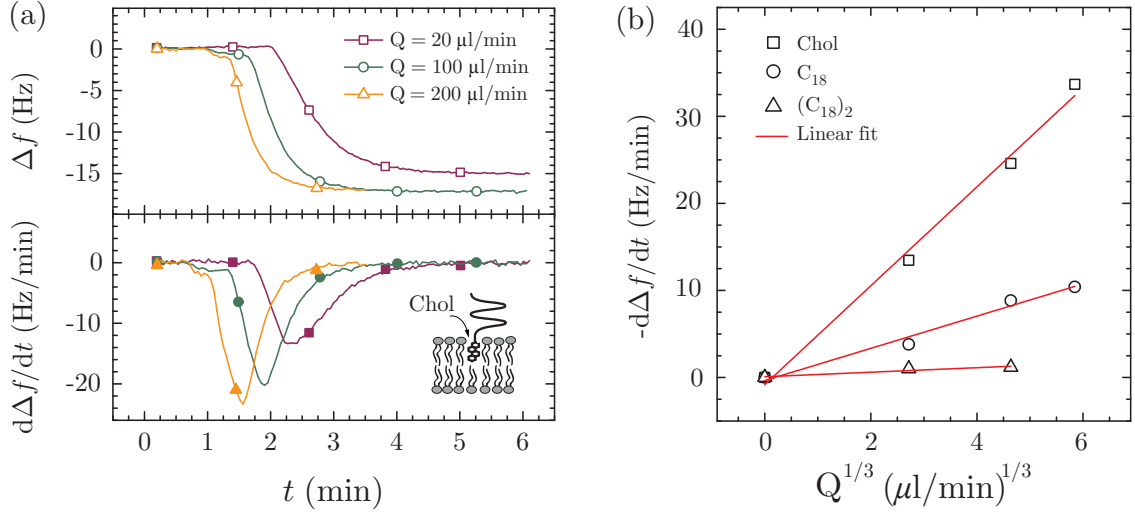 (a)
Q = 20 µl/min
Q = 100 µl/min
Q = 200 µl/min
0
-5
-10
-15
Δf (Hz)
0
-10
-20
dΔf/dt (Hz/min)
Chol
0 1 2 3 4 5 6
t (min)
(b)
Chol
C18
(C18)2
Linear fit
40
30
20
10
0
-dΔf/dt (Hz/min)
0 2 4 6
Q^1/3 (µl/min)^1/3